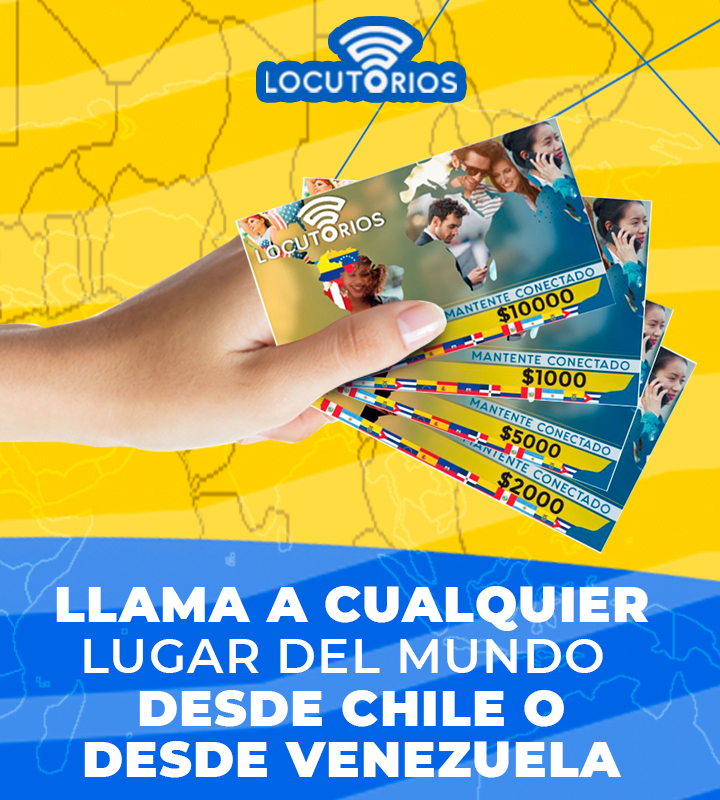 LOCUTORIOS
LOCUTORIOS
MANTENTE CONECTADO
$10000
MANTENTE CONECTADO
$1000
MANTENTE CONECTADO
$5000
MANTENTE CONECTADO
$2000
LLAMA A CUALQUIER
LUGAR DEL MUNDO
DESDE CHILE O
DESDE VENEZUELA